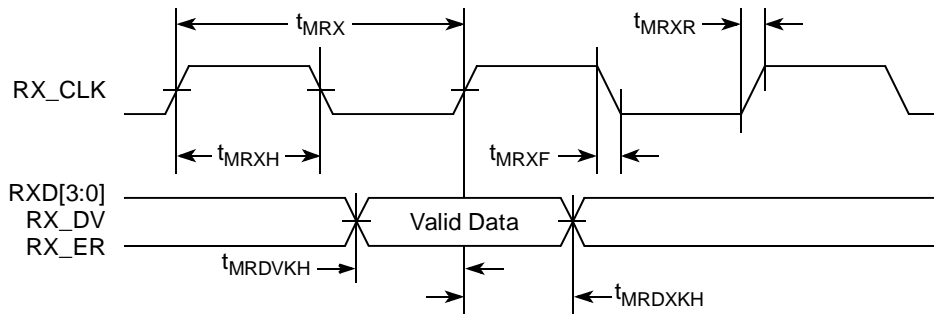 tMRX
tMRXR
RX_CLK
tMRXH
tMRXF
RXD[3:0]
RX_DV
RX_ER
Valid Data
tMRDVKH
tMRDXKH